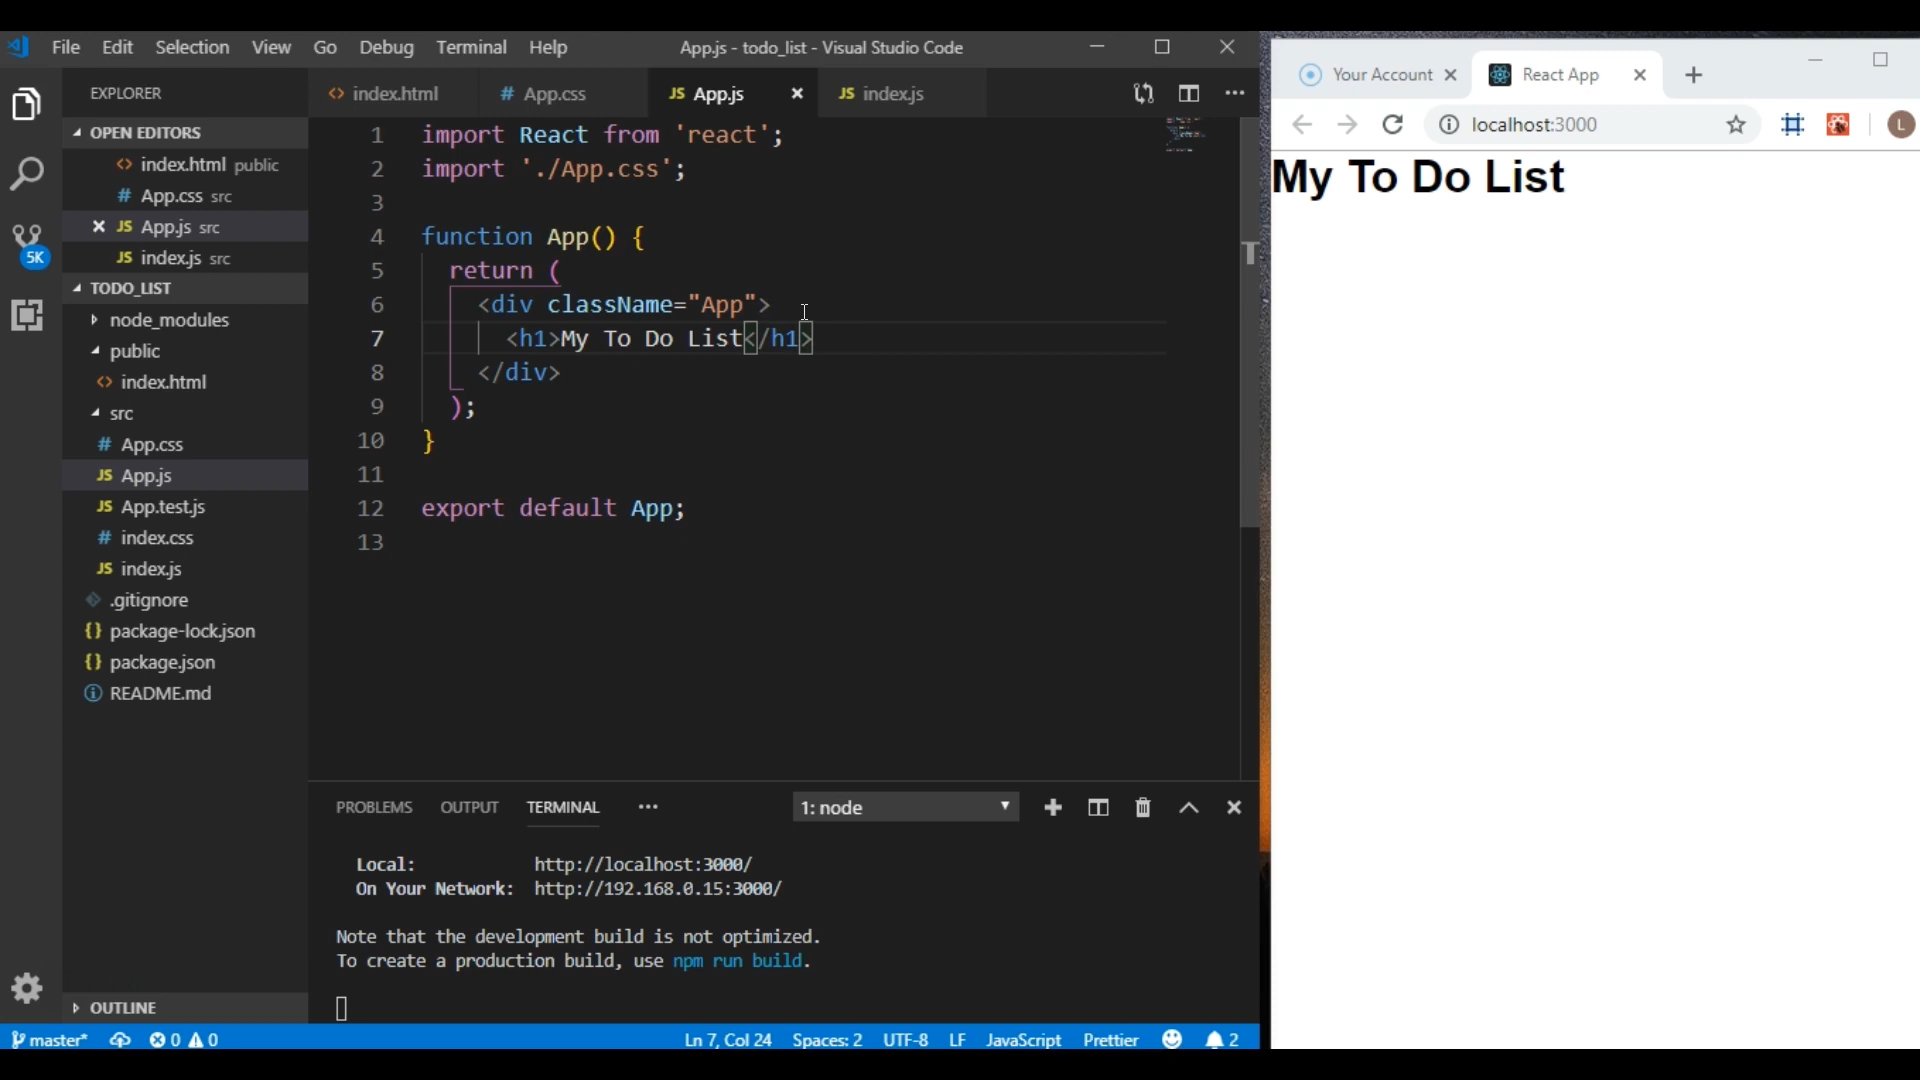 File Edit Selection View Go Debug Terminal Help
App.js - todo_list - Visual Studio Code
EXPLORER
OPEN EDITORS
<> index.html public
# App.css src
JS App.js src
JS index.js src
TODO_LIST
node_modules
public
<> index.html
src
# App.css
JS App.js
JS App.test.js
# index.css
JS index.js
.gitignore
{} package-lock.json
{} package.json
README.md
OUTLINE
<> index.html # App.css JS App.js JS index.js
1 import React from 'react';
2 import './App.css';
3
4 function App() {
5 return (
6 <div className="App">
7 <h1>My To Do List</h1>
8 </div>
9 );
10 }
11
12 export default App;
13
PROBLEMS OUTPUT TERMINAL 1: node
Local: http://localhost:3000/
On Your Network: http://192.168.0.15:3000/
Note that the development build is not optimized.
To create a production build, use npm run build.
5K
master* 0 0 Ln 7, Col 24 Spaces: 2 UTF-8 LF JavaScript Prettier 2
Your Account React App
localhost:3000 L
My To Do List